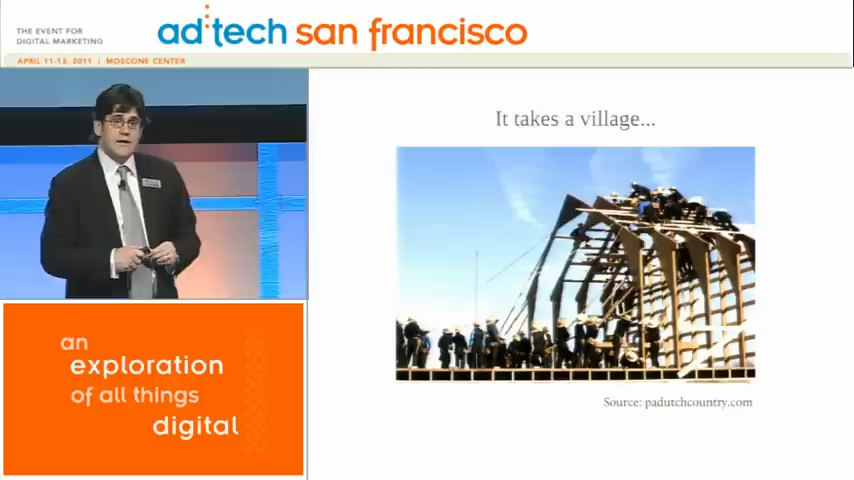 THE EVENT FOR
DIGITAL MARKETING
ad:tech san francisco
APRIL 11-13, 2011 | MOSCONE CENTER
It takes a village...
an
exploration
of all things
digital
Source: padutchcountry.com